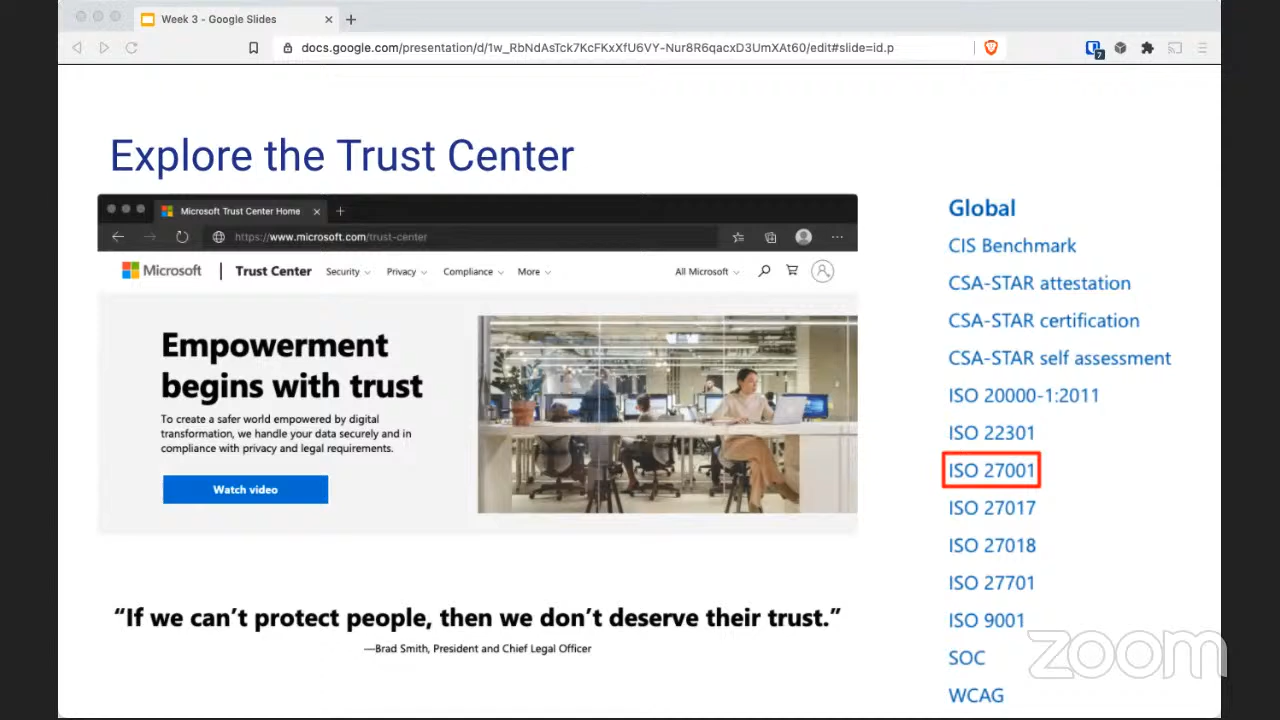 Week 3 - Google Slides
docs.google.com/presentation/d/1w_RbNdAsTck7KcFKxXfU6VY-Nur8R6qacxD3UmXAt60/edit#slide=id.p
7
Explore the Trust Center
Microsoft Trust Center Home
https://www.microsoft.com/trust-center
Microsoft | Trust Center Security Privacy Compliance More All Microsoft
Empowerment
begins with trust
To create a safer world empowered by digital
transformation, we handle your data securely and in
compliance with privacy and legal requirements.
Watch video
“If we can’t protect people, then we don’t deserve their trust.”
—Brad Smith, President and Chief Legal Officer
Global
CIS Benchmark
CSA-STAR attestation
CSA-STAR certification
CSA-STAR self assessment
ISO 20000-1:2011
ISO 22301
ISO 27001
ISO 27017
ISO 27018
ISO 27701
ISO 9001
SOC
WCAG
zoom